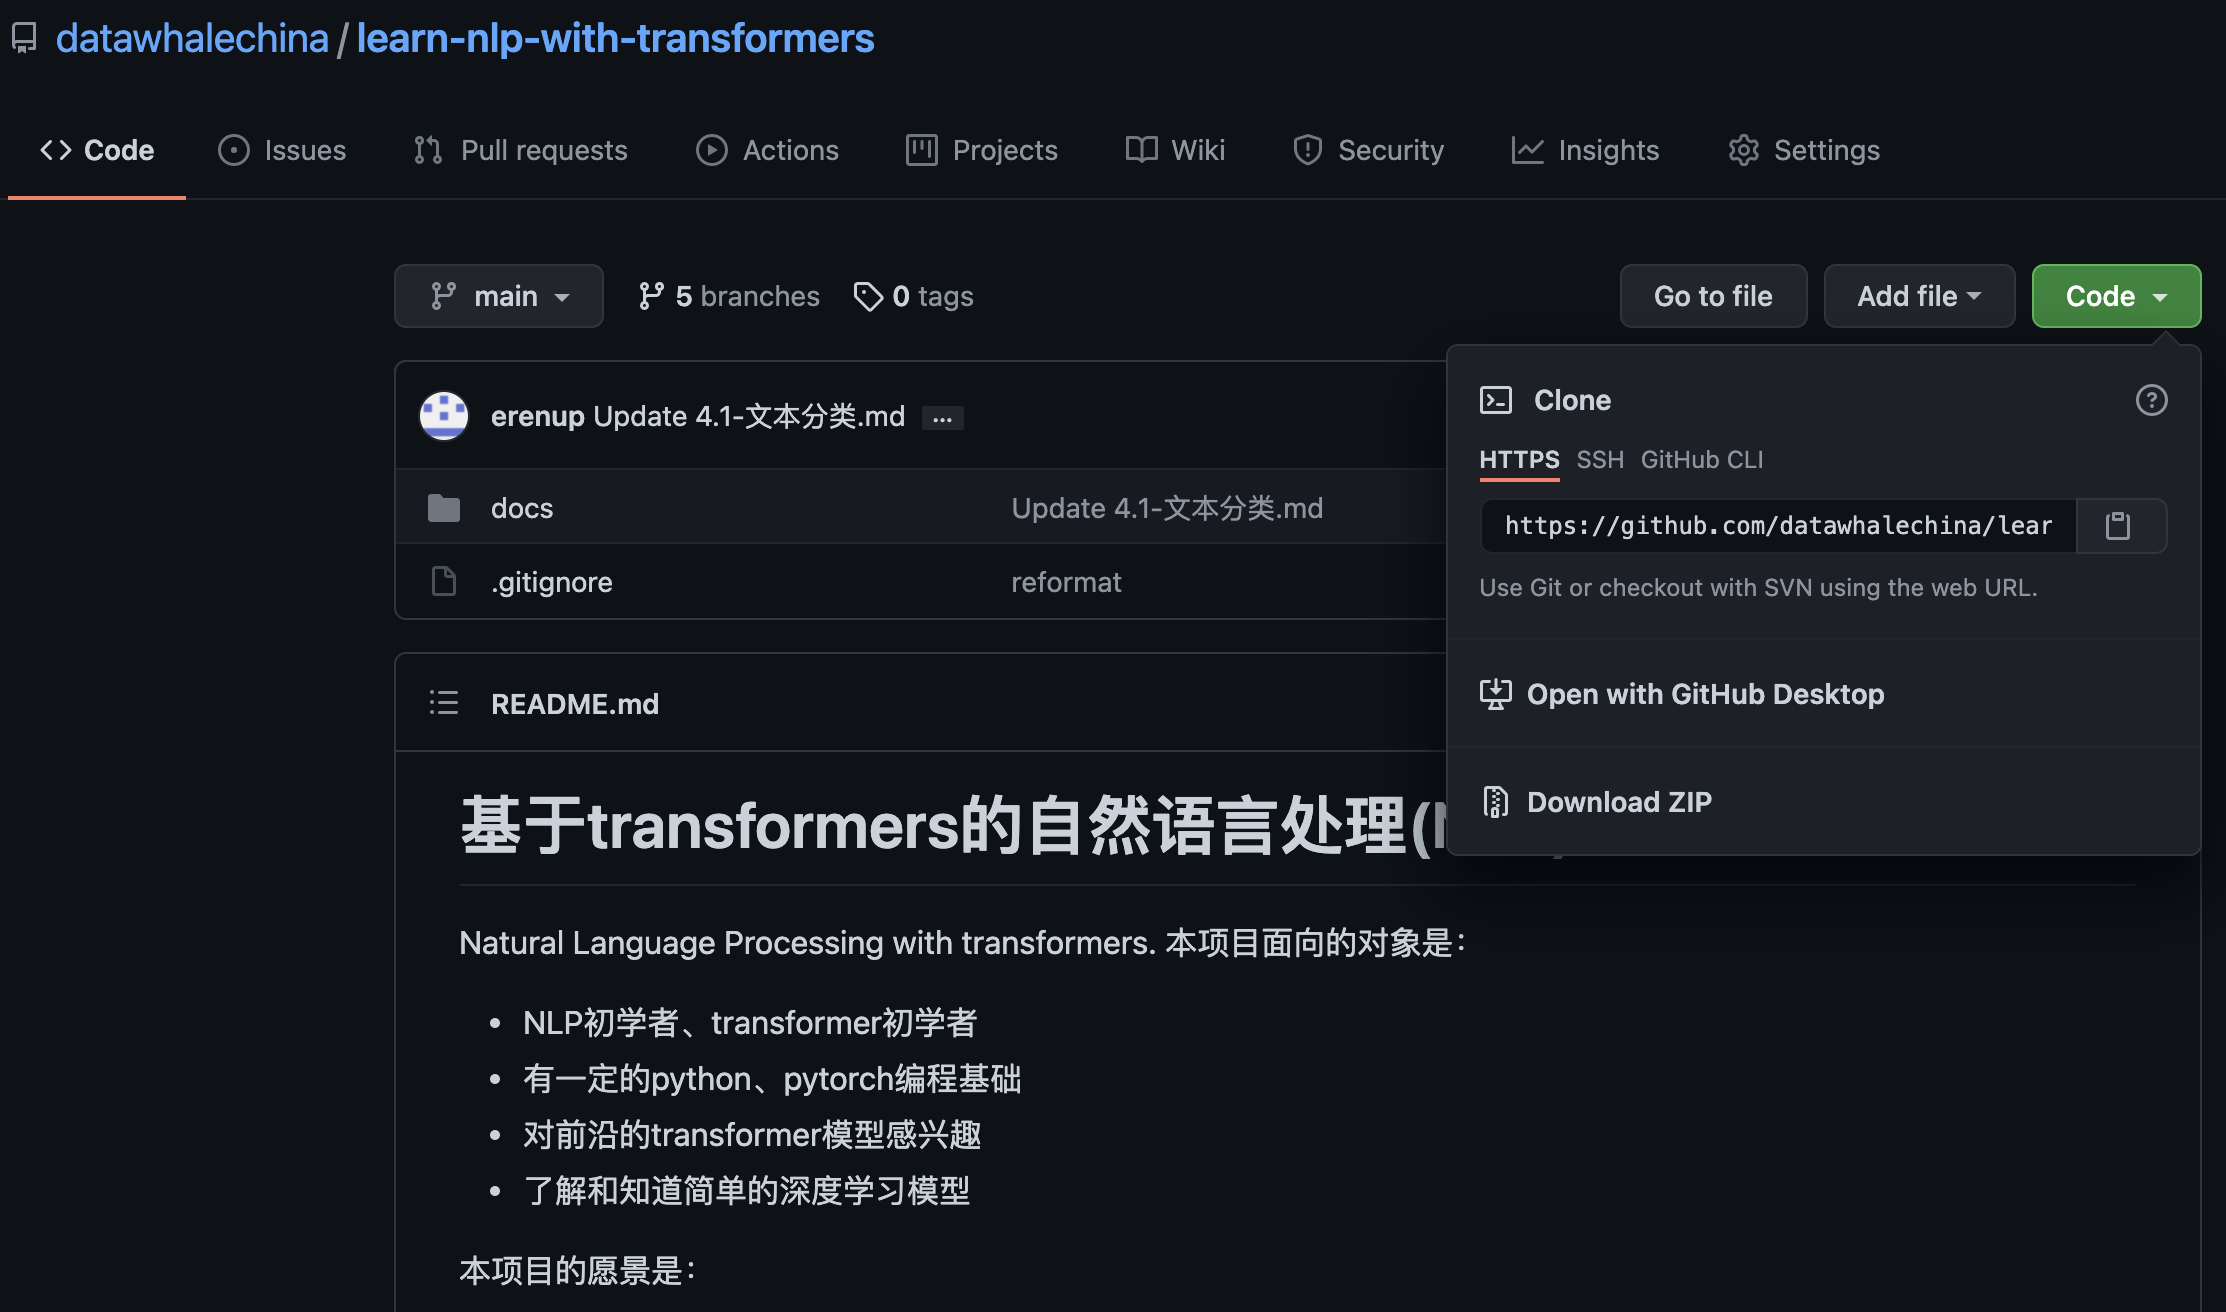 datawhalechina / learn-nlp-with-transformers
Code Issues Pull requests Actions Projects Wiki Security Insights Settings
main 5 branches 0 tags Go to file Add file Code
erenup Update 4.1-文本分类.md ...
docs Update 4.1-文本分类.md
.gitignore reformat
Clone
HTTPS SSH GitHub CLI
https://github.com/datawhalechina/lear
Use Git or checkout with SVN using the web URL.
Open with GitHub Desktop
Download ZIP
README.md
基于transformers的自然语言处理(
Natural Language Processing with transformers. 本项目面向的对象是：
• NLP初学者、transformer初学者
• 有一定的python、pytorch编程基础
• 对前沿的transformer模型感兴趣
• 了解和知道简单的深度学习模型
本项目的愿景是：